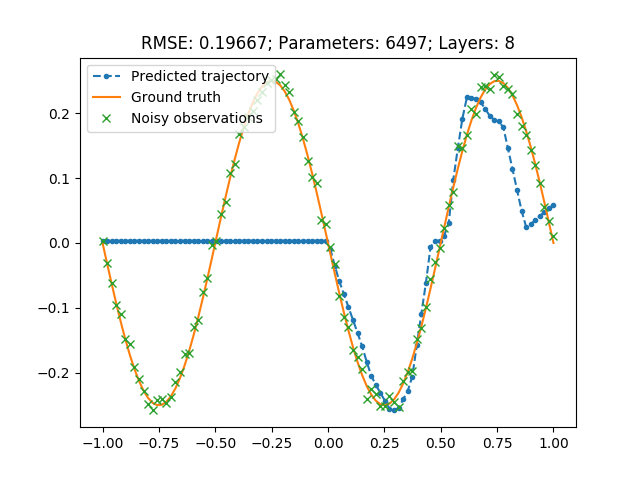 RMSE: 0.19667; Parameters: 6497; Layers: 8
Predicted trajectory
Ground truth
Noisy observations
0.2
0.1
0.0
−0.1
−0.2
−1.00 −0.75 −0.50 −0.25 0.00 0.25 0.50 0.75 1.00